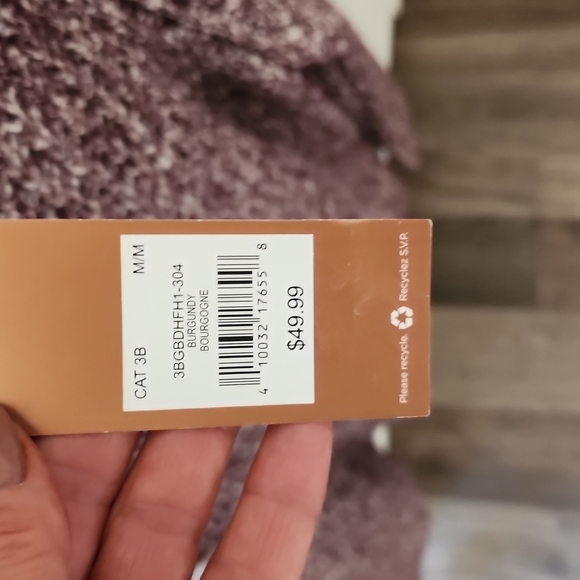 CAT 3B M/M
3BGBDHFH1-304
BURGUNDY
BOURGOGNE
4 10032 17655 8
$49.99
Please recycle. Recyclez S.V.P.